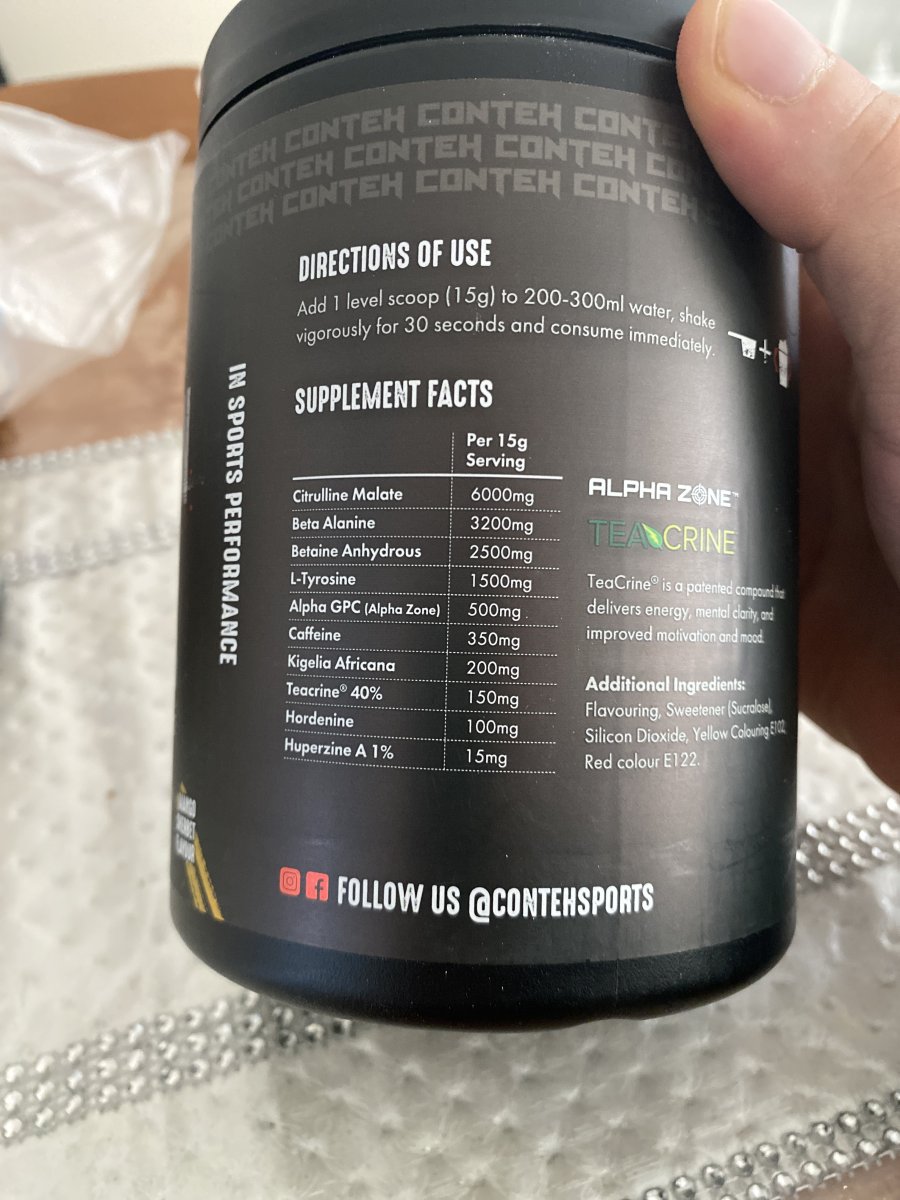 CONTEH CONTEH CONTEH
CONTEH CONTEH CONTEH
CONTEH CONTEH CONTEH CONTEH
DIRECTIONS OF USE
Add 1 level scoop (15g) to 200-300ml water, shake
vigorously for 30 seconds and consume immediately.
IN SPORTS PERFORMANCE
SUPPLEMENT FACTS
Per 15g
Serving
Citrulline Malate 6000mg
Beta Alanine 3200mg
Betaine Anhydrous 2500mg
L-Tyrosine 1500mg
Alpha GPC (Alpha Zone) 500mg
Caffeine 350mg
Kigelia Africana 200mg
Teacrine® 40% 150mg
Hordenine 100mg
Huperzine A 1% 15mg
ALPHA ZONE™
TEACRINE
TeaCrine® is a patented compound that
delivers energy, mental clarity, and
improved motivation and mood.
Additional Ingredients:
Flavouring, Sweetener (Sucralose),
Silicon Dioxide, Yellow Colouring E102,
Red colour E122.
MANGO
SHERBET
FLAVOUR
FOLLOW US @CONTEHSPORTS